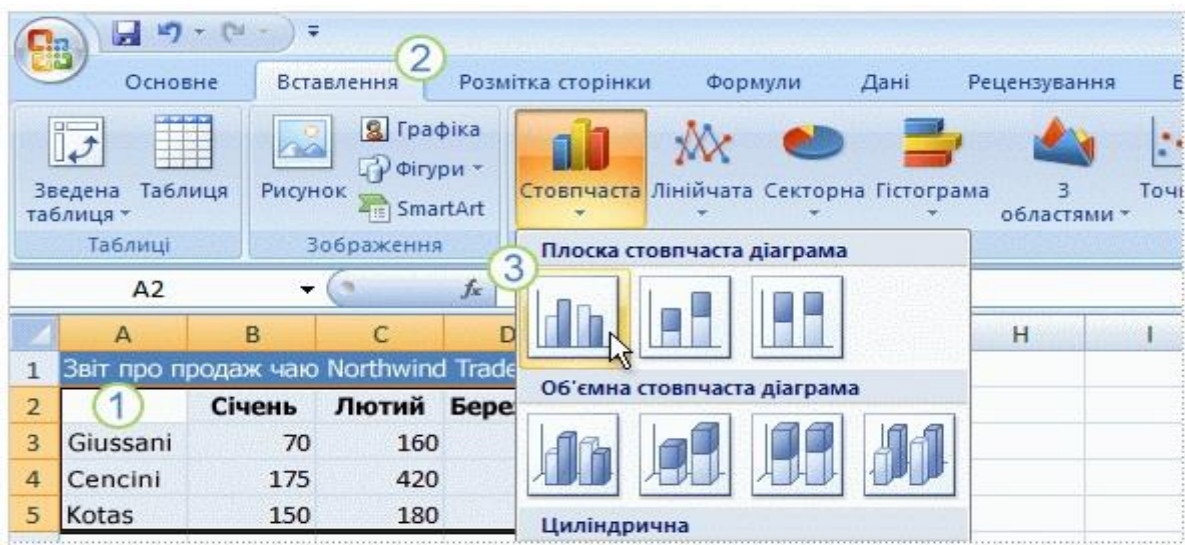 2
Основне Вставлення Розмітка сторінки Формули Дані Рецензування
Зведена таблиця Таблиця Рисунок Графіка Фігури SmartArt Стовпчаста Лінійчата Секторна Гістограма З областями
Таблиці Зображення
3 Плоска стовпчаста діаграма
A2 fx
A B C D H I
1 Звіт про продаж чаю Northwind Trade
Об'ємна стовпчаста діаграма
2 1 Січень Лютий Бере
3 Giussani 70 160
4 Cencini 175 420
5 Kotas 150 180
Циліндрична